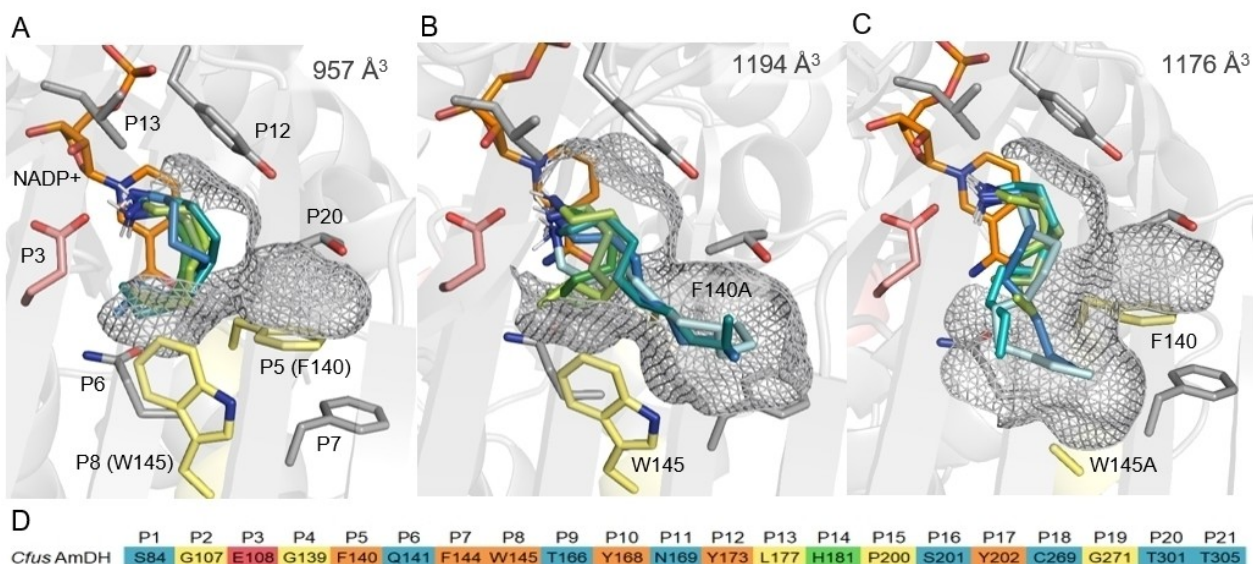 A
957 Å³
P13
P12
NADP+
P20
P3
P6
P5 (F140)
P8 (W145)
P7
B
1194 Å³
F140A
W145
C
1176 Å³
F140
W145A
D
P1 P2 P3 P4 P5 P6 P7 P8 P9 P10 P11 P12 P13 P14 P15 P16 P17 P18 P19 P20 P21
Cfus AmDH S84 G107 E108 G139 F140 Q141 F144 W145 T166 Y168 N169 Y173 L177 H181 P200 S201 Y202 C269 G271 T301 T305